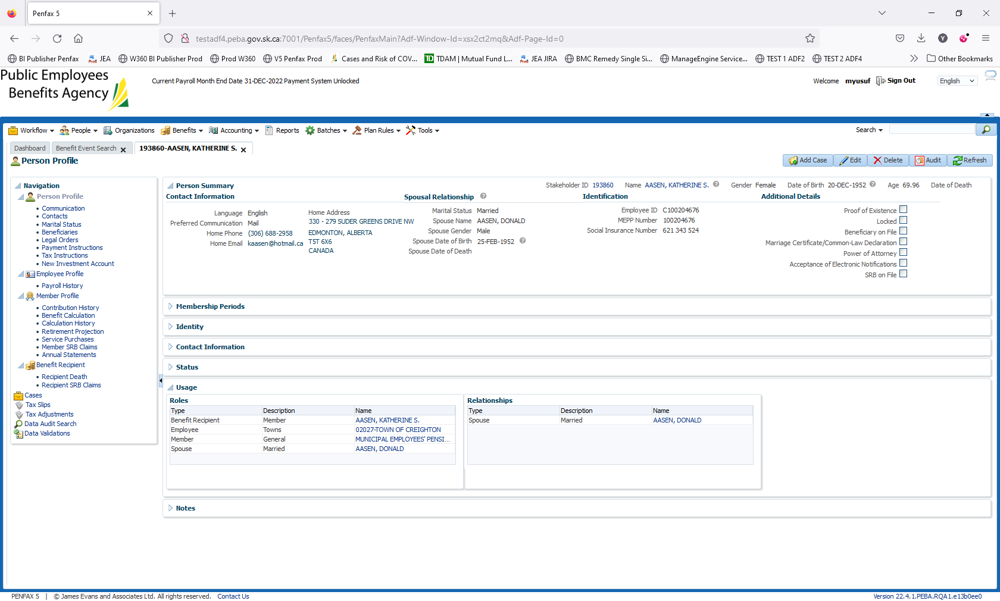 Penfax 5
testadf4.peba.gov.sk.ca:7001/Penfax5/faces/PenfaxMain?Adf-Window-Id=xsx2ct2mq&Adf-Page-Id=0
BI Publisher Penfax JEA W360 BI Publisher Prod Prod W360 V5 Penfax Prod Cases and Risk of COV... TDAM | Mutual Fund L... JEA JIRA BMC Remedy Single Si... ManageEngine Service... TEST 1 ADF2 TEST 2 ADF4 Other Bookmarks
Public Employees
Benefits Agency
Current Payroll Month End Date 31-DEC-2022 Payment System Unlocked
Welcome myusuf Sign Out English
Workflow People Organizations Benefits Accounting Reports Batches Plan Rules Tools Search
Dashboard Benefit Event Search 193860-AASEN, KATHERINE S.
Person Profile
Add Case Edit Delete Audit Refresh
Navigation
Person Profile
Communication
Contacts
Marital Status
Beneficiaries
Legal Orders
Payment Instructions
Tax Instructions
New Investment Account
Employee Profile
Payroll History
Member Profile
Contribution History
Benefit Calculation
Calculation History
Retirement Projection
Service Purchases
Member SRB Claims
Annual Statements
Benefit Recipient
Recipient Death
Recipient SRB Claims
Cases
Tax Slips
Tax Adjustments
Data Audit Search
Data Validations
Person Summary
Stakeholder ID 193860 Name AASEN, KATHERINE S. Gender Female Date of Birth 20-DEC-1952 Age 69.96 Date of Death
Contact Information
Language English
Preferred Communication Mail
Home Phone (306) 688-2958
Home Email kaasen@hotmail.ca
Home Address
330 - 279 SUDER GREENS DRIVE NW
EDMONTON, ALBERTA
T5T 6X6
CANADA
Spousal Relationship
Marital Status Married
Spouse Name AASEN, DONALD
Spouse Gender Male
Spouse Date of Birth 25-FEB-1952
Spouse Date of Death
Identification
Employee ID C100204676
MEPP Number 100204676
Social Insurance Number 621 343 524
Additional Details
Proof of Existence
Locked
Beneficiary on File
Marriage Certificate/Common-Law Declaration
Power of Attorney
Acceptance of Electronic Notifications
SRB on File
Membership Periods
Identity
Contact Information
Status
Usage
Roles
Type Description Name
Benefit Recipient Member AASEN, KATHERINE S.
Employee Towns 02027-TOWN OF CREIGHTON
Member General MUNICIPAL EMPLOYEES' PENSI...
Spouse Married AASEN, DONALD
Relationships
Type Description Name
Spouse Married AASEN, DONALD
Notes
PENFAX 5 | © James Evans and Associates Ltd. All rights reserved. Contact Us
Version 22.4.1.PEBA.RQA1.e13b0ee0